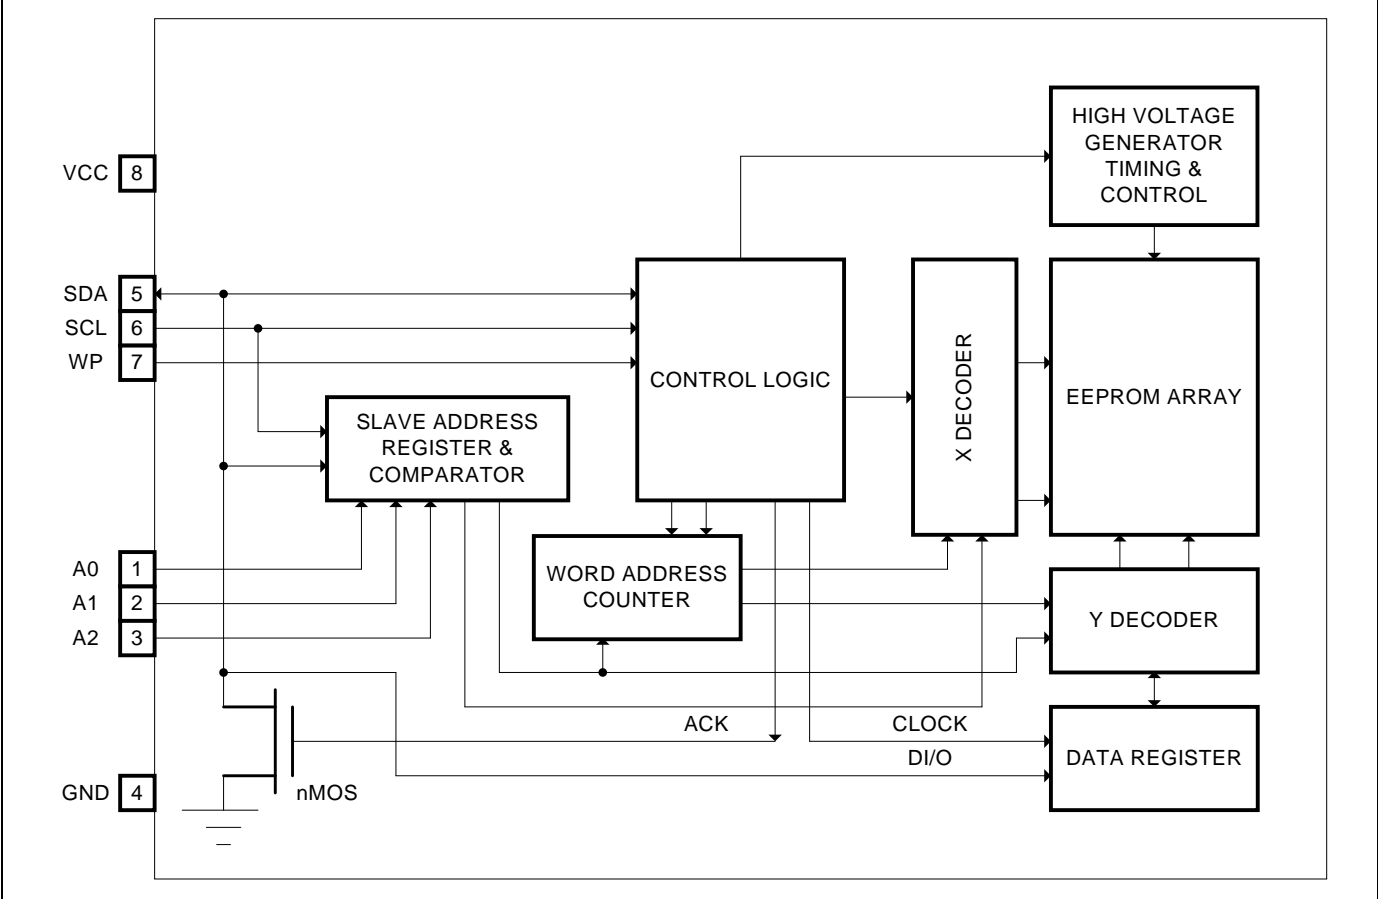 HIGH VOLTAGE
GENERATOR
TIMING &
CONTROL
VCC 8
SDA 5
SCL 6
WP 7
CONTROL LOGIC
X DECODER
EEPROM ARRAY
SLAVE ADDRESS
REGISTER &
COMPARATOR
A0 1
A1 2
A2 3
WORD ADDRESS
COUNTER
Y DECODER
ACK
CLOCK
DI/O
DATA REGISTER
GND 4
nMOS